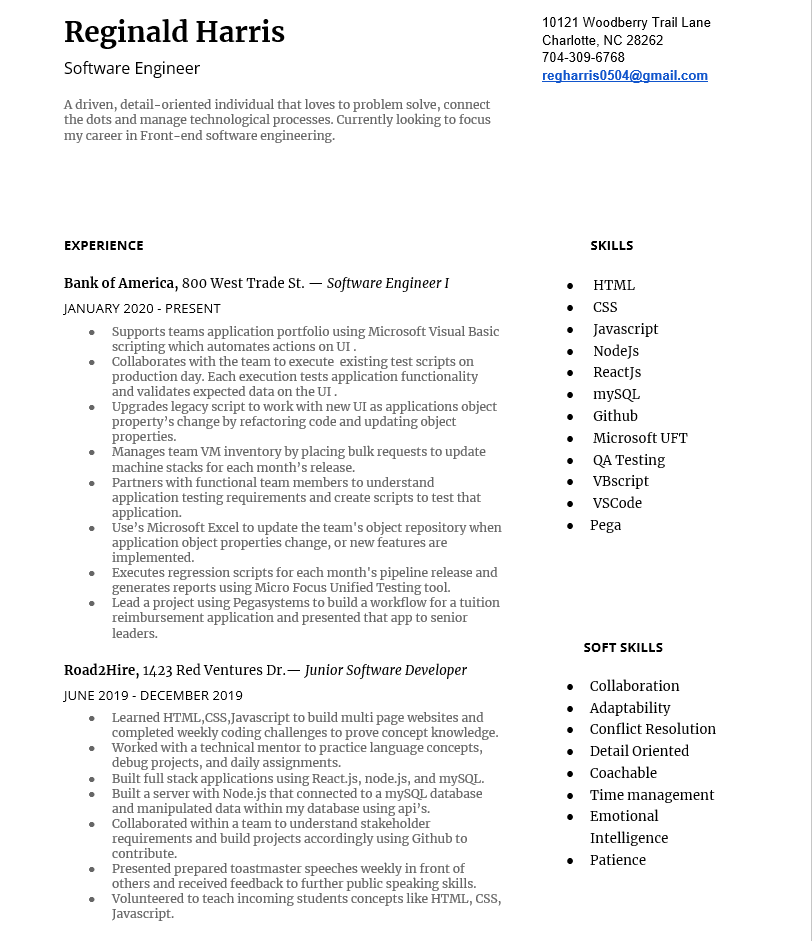 Reginald Harris
Software Engineer
A driven, detail-oriented individual that loves to problem solve, connect
the dots and manage technological processes. Currently looking to focus
my career in Front-end software engineering.
10121 Woodberry Trail Lane
Charlotte, NC 28262
704-309-6768
regharris0504@gmail.com
EXPERIENCE
Bank of America, 800 West Trade St. — Software Engineer I
JANUARY 2020 - PRESENT
● Supports teams application portfolio using Microsoft Visual Basic
scripting which automates actions on UI .
● Collaborates with the team to execute  existing test scripts on
production day. Each execution tests application functionality
and validates expected data on the UI .
● Upgrades legacy script to work with new UI as applications object
property’s change by refactoring code and updating object
properties.
● Manages team VM inventory by placing bulk requests to update
machine stacks for each month’s release.
● Partners with functional team members to understand
application testing requirements and create scripts to test that
application.
● Use’s Microsoft Excel to update the team's object repository when
application object properties change, or new features are
implemented.
● Executes regression scripts for each month's pipeline release and
generates reports using Micro Focus Unified Testing tool.
● Lead a project using Pegasystems to build a workflow for a tuition
reimbursement application and presented that app to senior
leaders.
Road2Hire, 1423 Red Ventures Dr.— Junior Software Developer
JUNE 2019 - DECEMBER 2019
● Learned HTML,CSS,Javascript to build multi page websites and
completed weekly coding challenges to prove concept knowledge.
● Worked with a technical mentor to practice language concepts,
debug projects, and daily assignments.
● Built full stack applications using React.js, node.js, and mySQL.
● Built a server with Node.js that connected to a mySQL database
and manipulated data within my database using api’s.
● Collaborated within a team to understand stakeholder
requirements and build projects accordingly using Github to
contribute.
● Presented prepared toastmaster speeches weekly in front of
others and received feedback to further public speaking skills.
● Volunteered to teach incoming students concepts like HTML, CSS,
Javascript.
SKILLS
● HTML
● CSS
● Javascript
● NodeJs
● ReactJs
● mySQL
● Github
● Microsoft UFT
● QA Testing
● VBscript
● VSCode
● Pega
SOFT SKILLS
● Collaboration
● Adaptability
● Conflict Resolution
● Detail Oriented
● Coachable
● Time management
● Emotional
Intelligence
● Patience